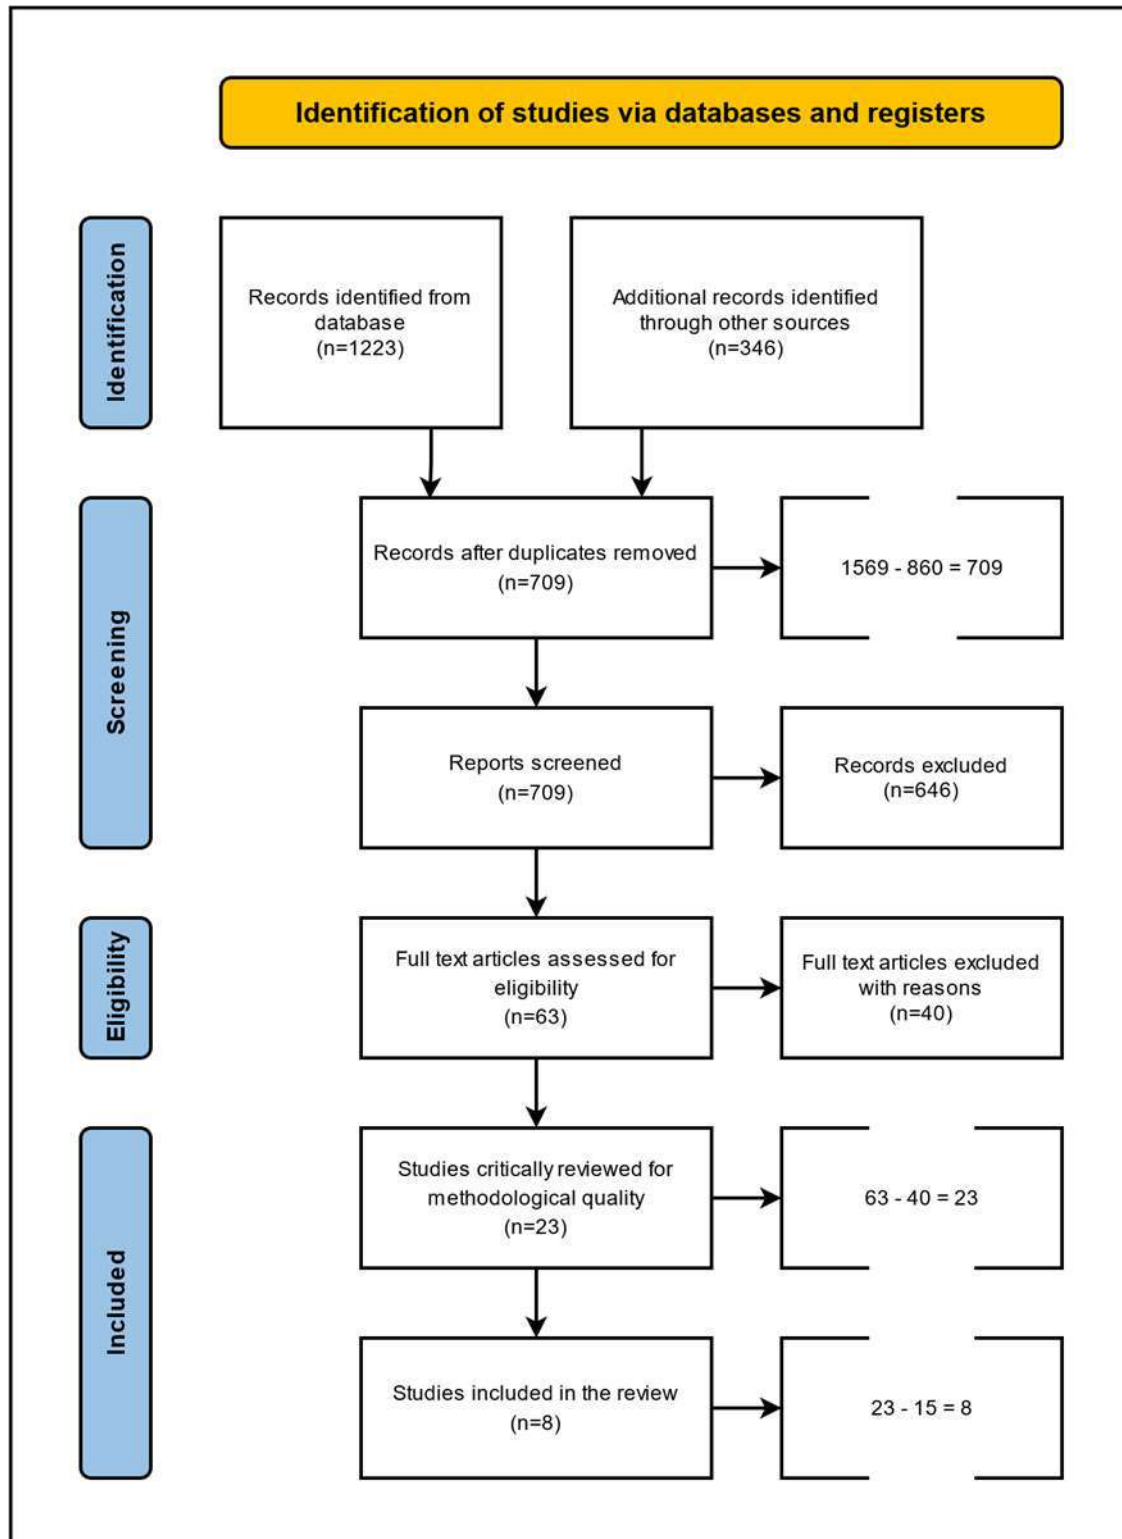 Identification of studies via databases and registers
Identification
Records identified from
database
(n=1223)
Additional records identified
through other sources
(n=346)
Screening
Records after duplicates removed
(n=709)
1569 - 860 = 709
Reports screened
(n=709)
Records excluded
(n=646)
Eligibility
Full text articles assessed for
eligibility
(n=63)
Full text articles excluded
with reasons
(n=40)
Included
Studies critically reviewed for
methodological quality
(n=23)
63 - 40 = 23
Studies included in the review
(n=8)
23 - 15 = 8